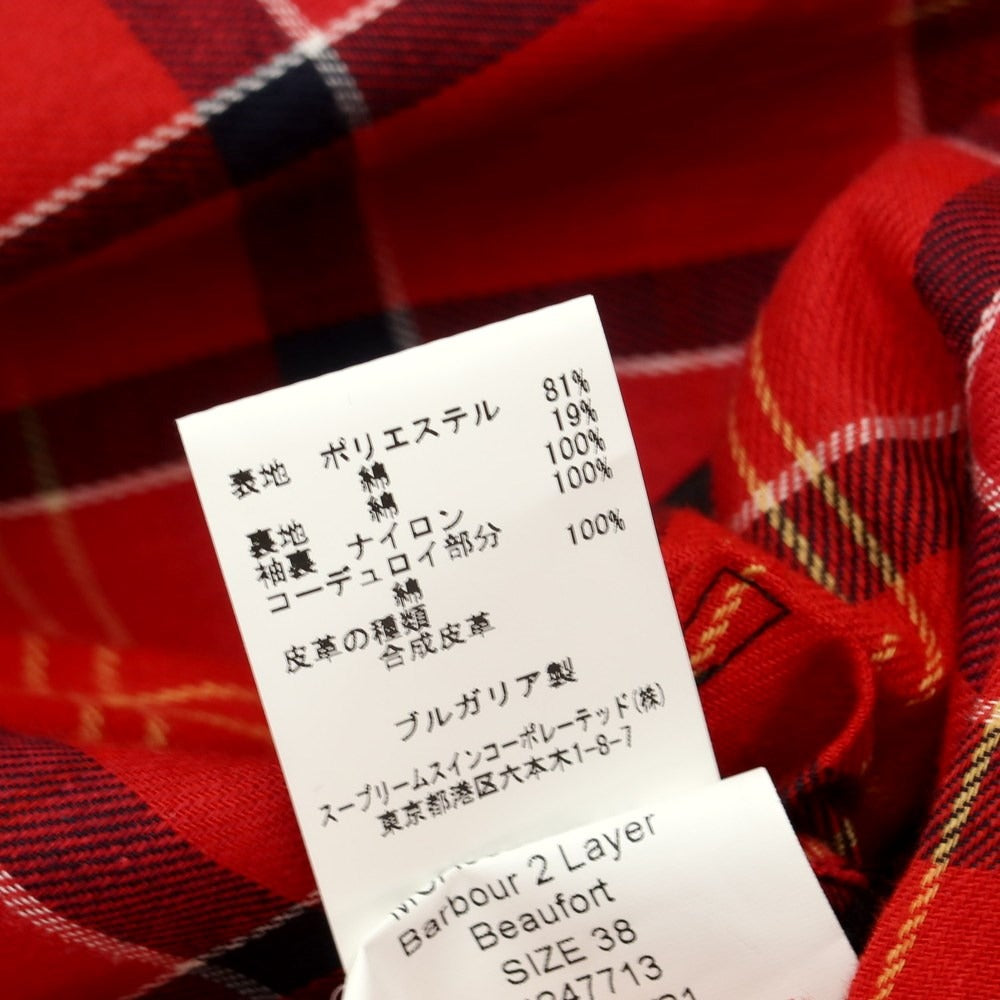 表地 ポリエステル 81%
綿 19%
裏地 綿 100%
袖裏 ナイロン 100%
コーデュロイ部分
綿 100%
皮革の種類
合成皮革
ブルガリア製
スープリームスインコーポレーテッド(株)
東京都港区六本木1-8-7
Barbour 2 Layer
Beaufort
SIZE 38